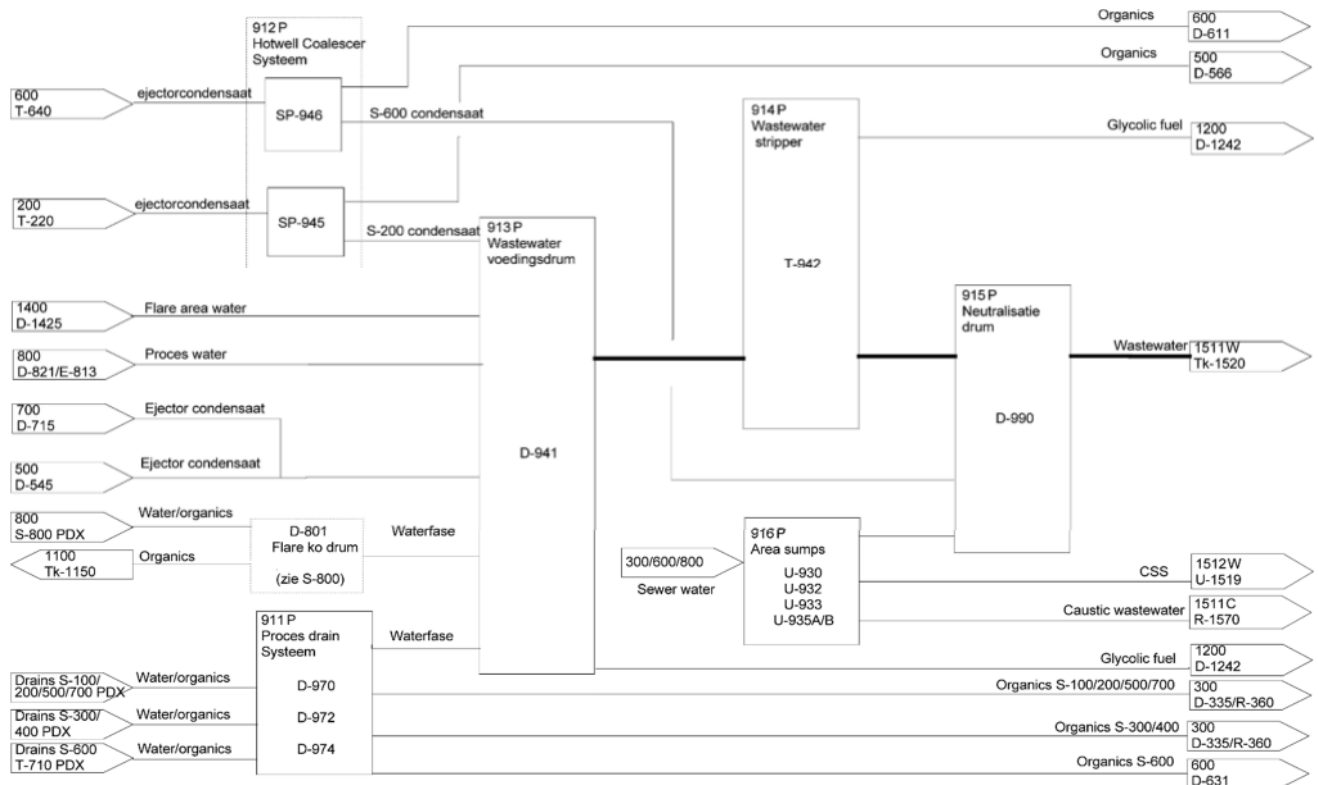 912 P
Hotwell Coalescer
Systeem
Organics
600
D-611
Organics
500
D-566
600
T-640
ejectorcondensaat
SP-946
S-600 condensaat
914 P
Wastewater
stripper
Glycolic fuel
1200
D-1242
200
T-220
ejectorcondensaat
SP-945
S-200 condensaat
913 P
Wastewater
voedingsdrum
T-942
1400
D-1425
Flare area water
915 P
Neutralisatie
drum
800
D-821/E-813
Proces water
Wastewater
1511W
Tk-1520
700
D-715
Ejector condensaat
D-990
D-941
500
D-545
Ejector condensaat
800
S-800 PDX
Water/organics
D-801
Flare ko drum
(zie S-800)
Waterfase
1100
Tk-1150
Organics
300/600/800
Sewer water
916 P
Area sumps
U-930
U-932
U-933
U-935A/B
CSS
1512W
U-1519
Caustic wastewater
1511C
R-1570
911 P
Proces drain
Systeem
Waterfase
Glycolic fuel
1200
D-1242
Drains S-100/
200/500/700 PDX
Water/organics
D-970
Organics S-100/200/500/700
300
D-335/R-360
Drains S-300/
400 PDX
Water/organics
D-972
Organics S-300/400
300
D-335/R-360
Drains S-600
T-710 PDX
Water/organics
D-974
Organics S-600
600
D-631